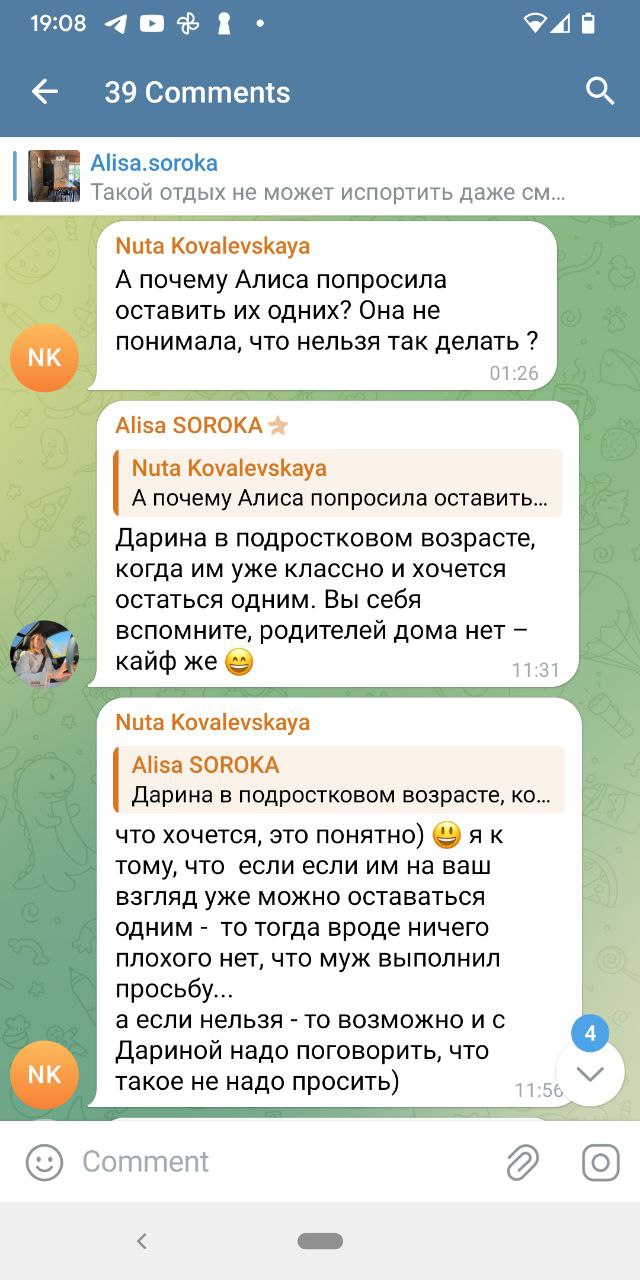 19:08
39 Comments
Alisa.soroka
Такой отдых не может испортить даже см...
Nuta Kovalevskaya
А почему Алиса попросила
оставить их одних? Она не
понимала, что нельзя так делать ?
01:26
NK
Alisa SOROKA
Nuta Kovalevskaya
А почему Алиса попросила оставить...
Дарина в подростковом возрасте,
когда им уже классно и хочется
остаться одним. Вы себя
вспомните, родителей дома нет –
кайф же 😄
11:31
Nuta Kovalevskaya
Alisa SOROKA
Дарина в подростковом возрасте, ко...
что хочется, это понятно) 😃 я к
тому, что  если если им на ваш
взгляд уже можно оставаться
одним -  то тогда вроде ничего
плохого нет, что муж выполнил
просьбу...
а если нельзя - то возможно и с
Дариной надо поговорить, что
такое не надо просить)
11:56
NK
4
Comment